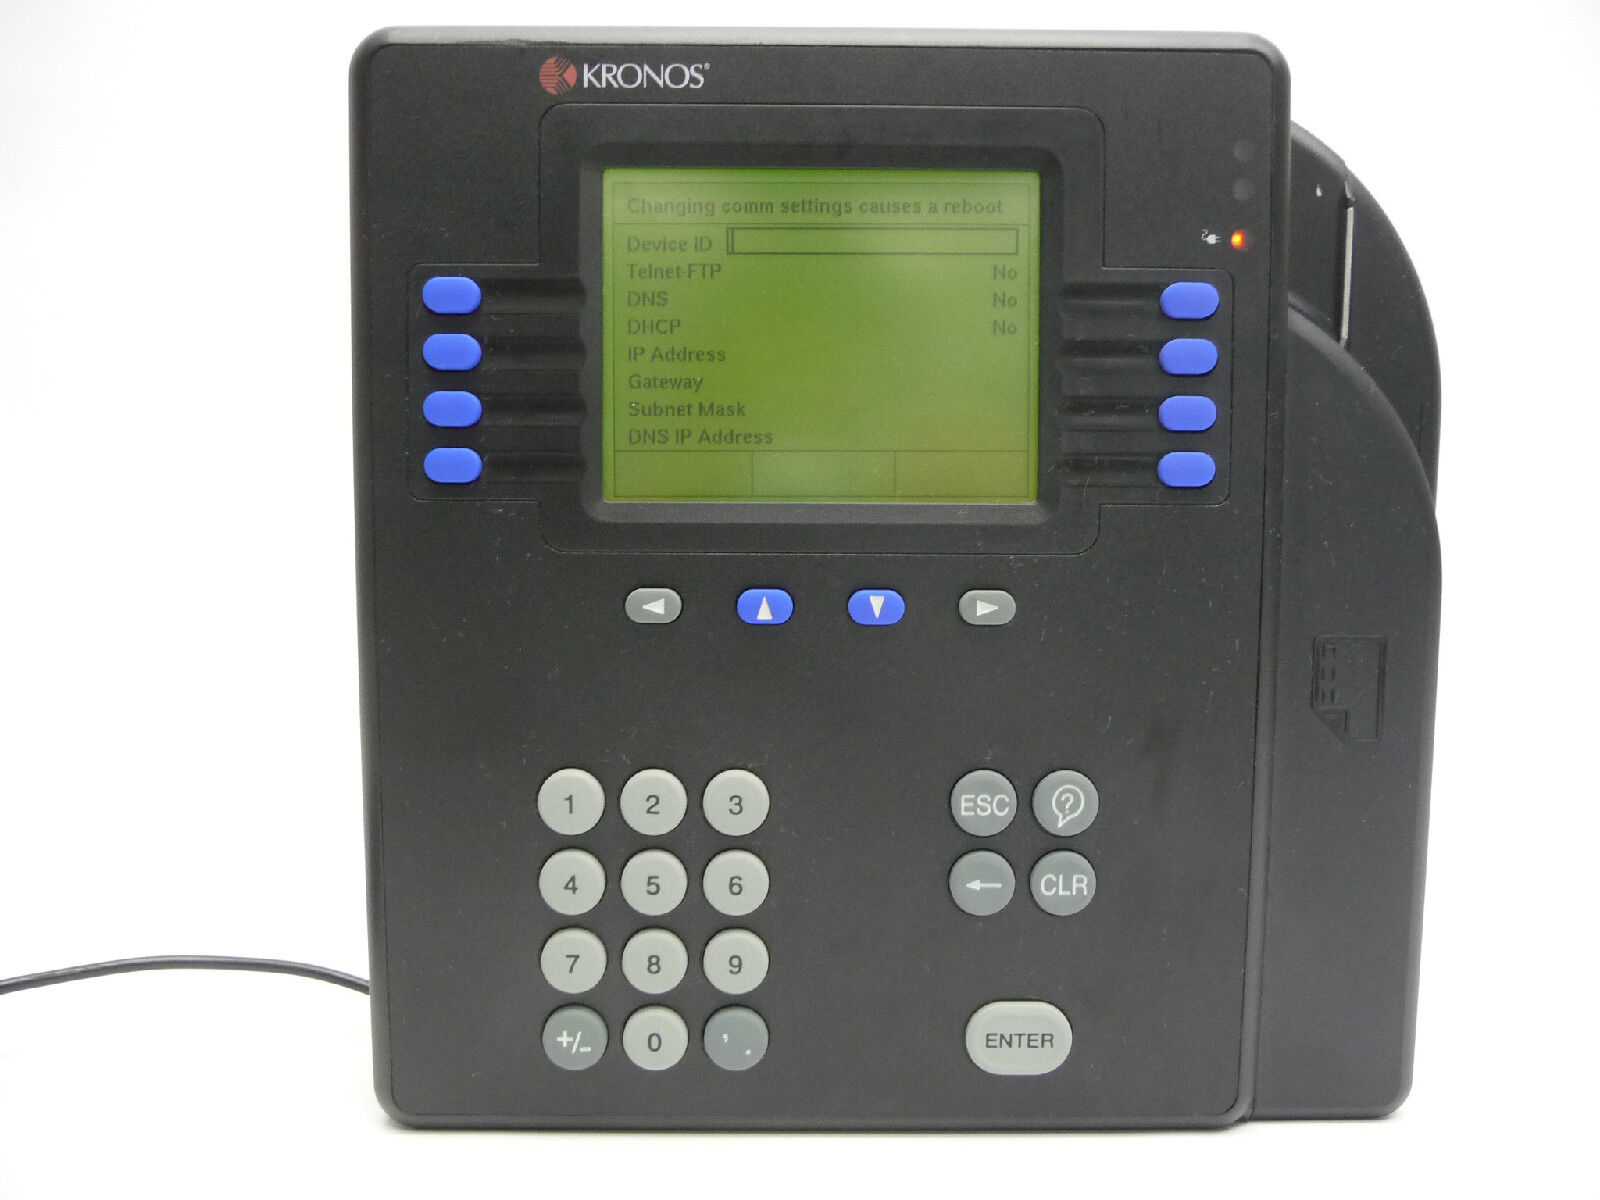 KRONOS®
Changing comm settings causes a reboot
Device ID
Telnet-FTP No
DNS No
DHCP No
IP Address
Gateway
Subnet Mask
DNS IP Address
1 2 3
ESC ?
4 5 6
← CLR
7 8 9
+/- 0 , .
ENTER